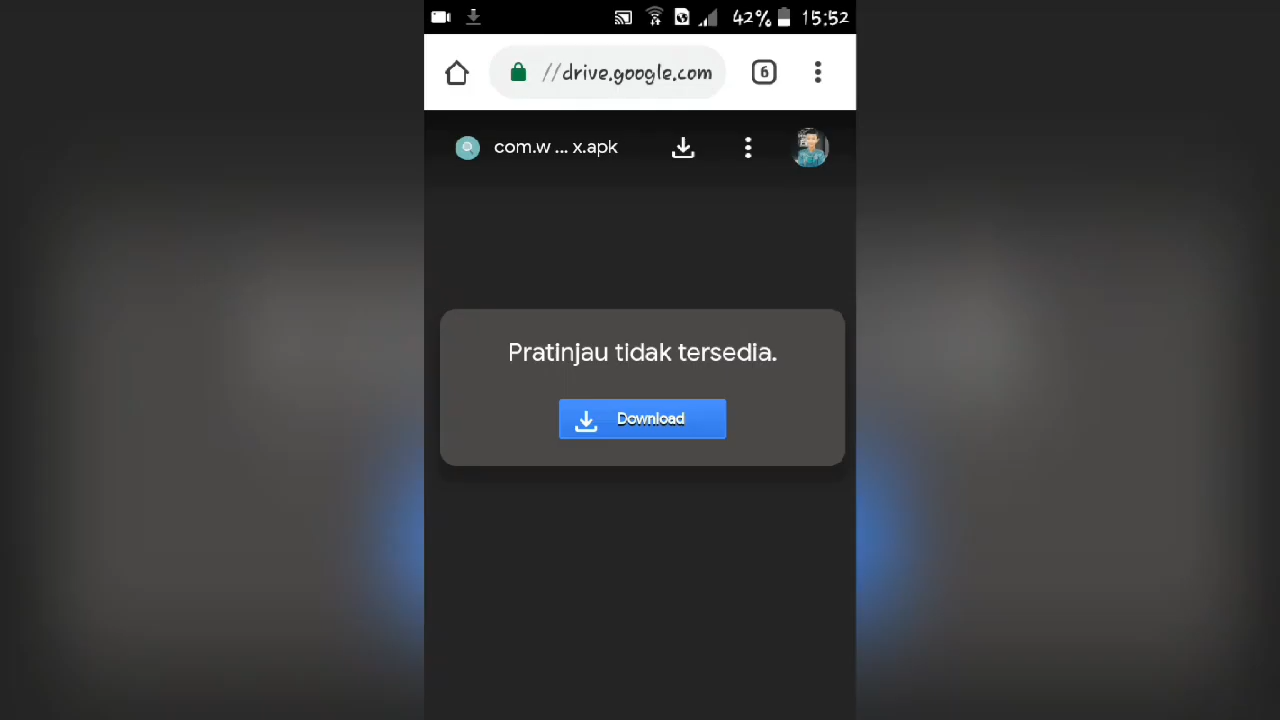 42% 15:52
//drive.google.com 6
com.w ... x.apk
Pratinjau tidak tersedia.
Download